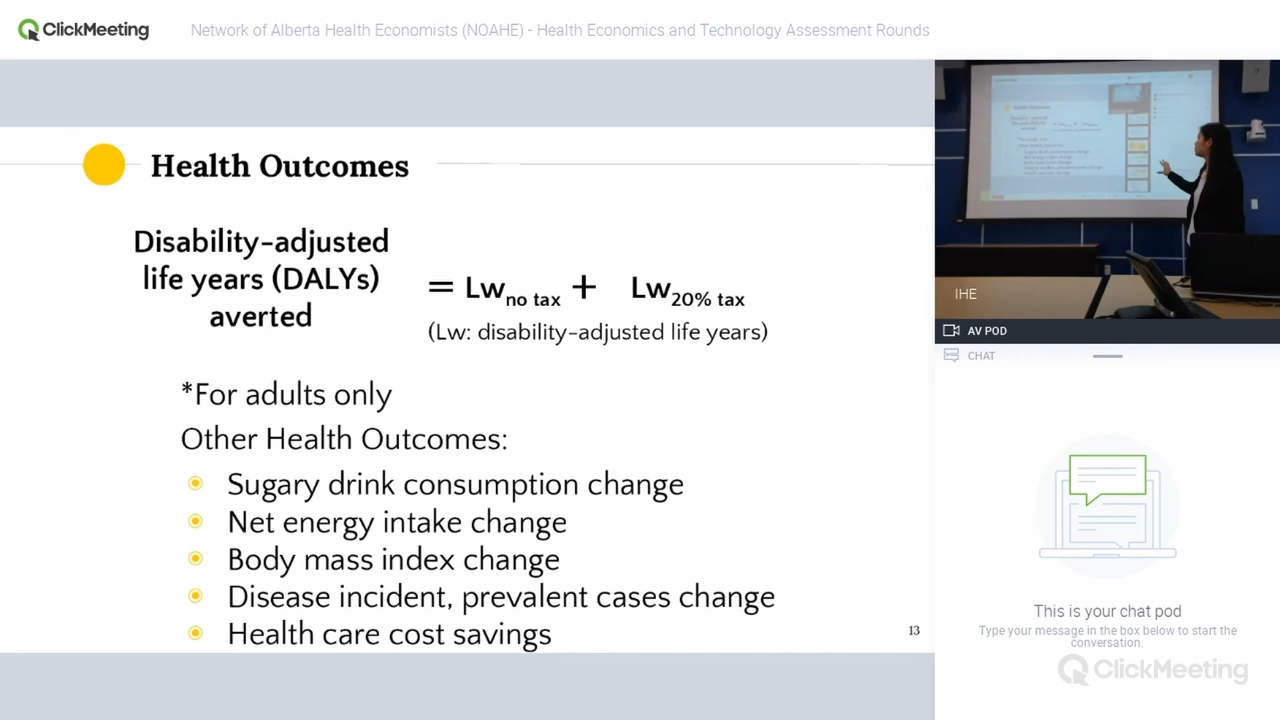 ClickMeeting
Network of Alberta Health Economists (NOAHE) - Health Economics and Technology Assessment Rounds
Health Outcomes
Disability-adjusted
life years (DALYs)
averted
= Lw no tax + Lw 20% tax
(Lw: disability-adjusted life years)
*For adults only
Other Health Outcomes:
Sugary drink consumption change
Net energy intake change
Body mass index change
Disease incident, prevalent cases change
Health care cost savings
13
IHE
AV POD
CHAT
This is your chat pod
Type your message in the box below to start the
conversation.
ClickMeeting